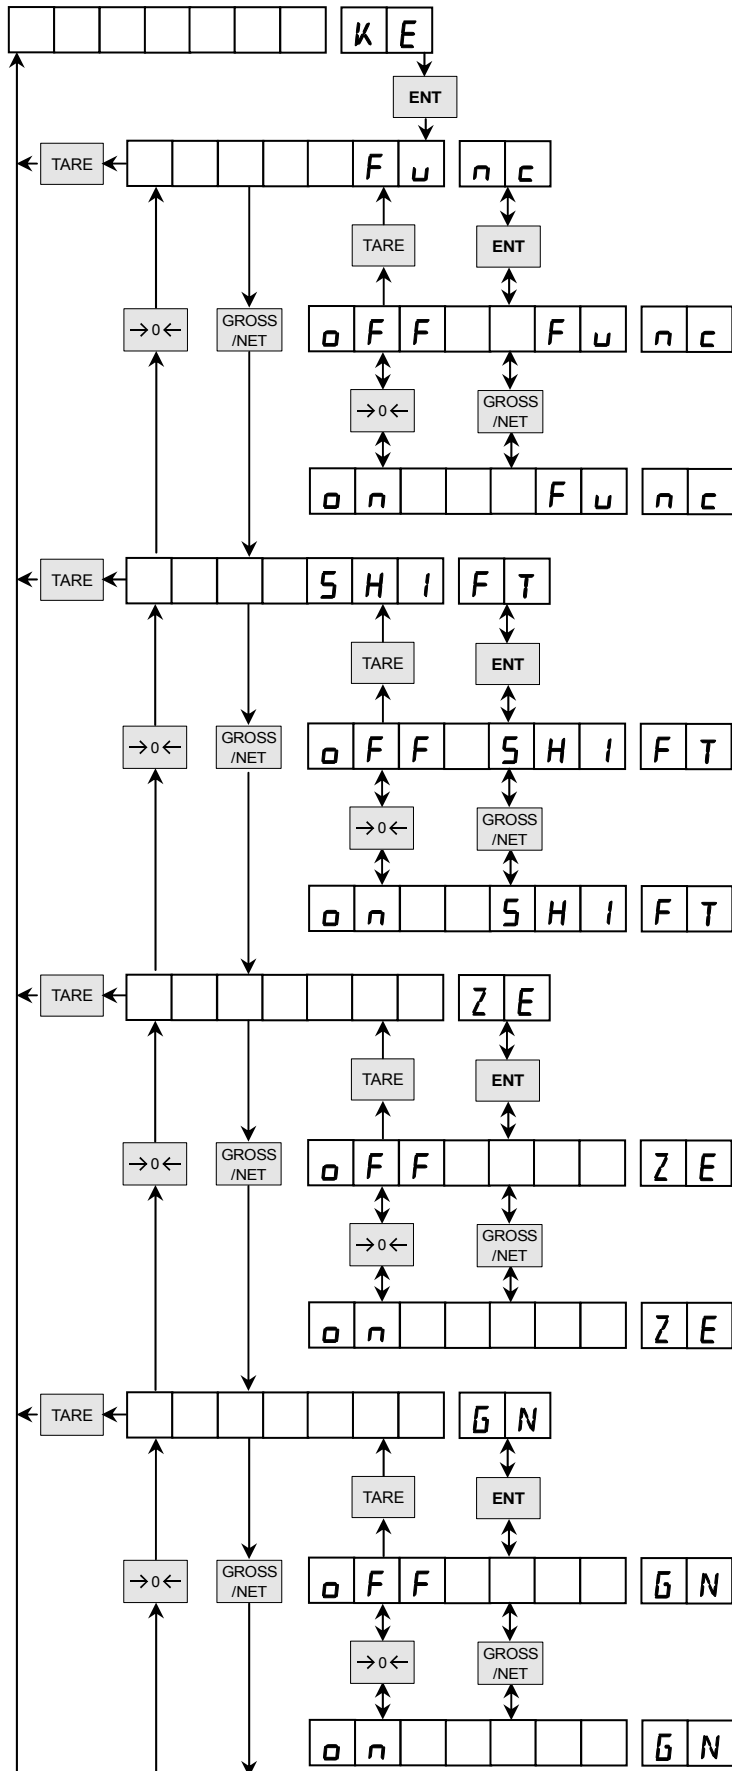 KE
ENT
TARE Func
TARE ENT
→0← GROSS /NET oFF Func
→0← GROSS /NET
on Func
TARE SHIFT
TARE ENT
→0← GROSS /NET oFF SHIFT
→0← GROSS /NET
on SHIFT
TARE ZE
TARE ENT
→0← GROSS /NET oFF ZE
→0← GROSS /NET
on ZE
TARE GN
TARE ENT
→0← GROSS /NET oFF GN
→0← GROSS /NET
on GN